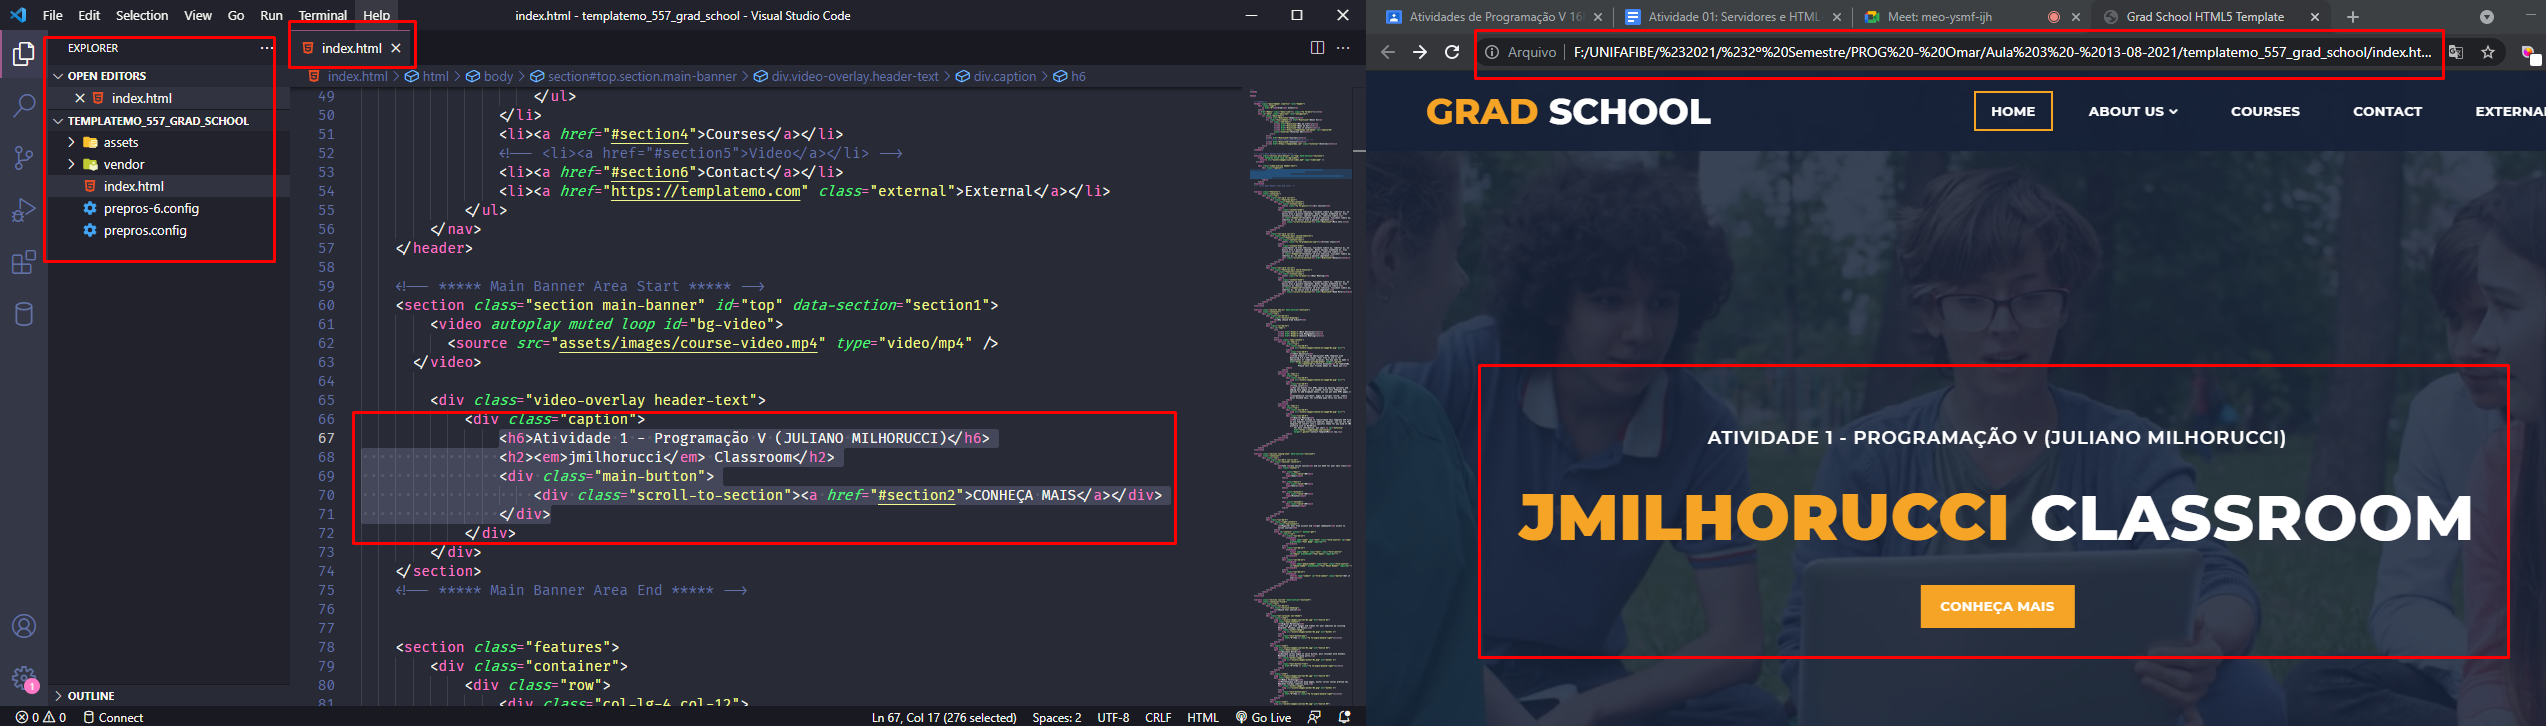 File Edit Selection View Go Run Terminal Help
index.html - templatemo_557_grad_school - Visual Studio Code
EXPLORER
OPEN EDITORS
index.html
TEMPLATEMO_557_GRAD_SCHOOL
assets
vendor
index.html
prepros-6.config
prepros.config
OUTLINE
index.html
index.html > html > body > section#top.section.main-banner > div.video-overlay.header-text > div.caption > h6
49 </ul>
50 </li>
51 <li><a href="#section4">Courses</a></li>
52 <!-- <li><a href="#section5">Video</a></li> -->
53 <li><a href="#section6">Contact</a></li>
54 <li><a href="https://templatemo.com" class="external">External</a></li>
55 </ul>
56 </nav>
57 </header>
58
59 <!-- ***** Main Banner Area Start ***** -->
60 <section class="section main-banner" id="top" data-section="section1">
61 <video autoplay muted loop id="bg-video">
62 <source src="assets/images/course-video.mp4" type="video/mp4" />
63 </video>
64
65 <div class="video-overlay header-text">
66 <div class="caption">
67 <h6>Atividade 1 - Programação V (JULIANO MILHORUCCI)</h6>
68 <h2><em>jmilhorucci</em> Classroom</h2>
69 <div class="main-button">
70 <div class="scroll-to-section"><a href="#section2">CONHEÇA MAIS</a></div>
71 </div>
72 </div>
73 </div>
74 </section>
75 <!-- ***** Main Banner Area End ***** -->
76
77
78 <section class="features">
79 <div class="container">
80 <div class="row">
81 <div class="col-lg-4 col-12">
0 0 Connect
Ln 67, Col 17 (276 selected) Spaces: 2 UTF-8 CRLF HTML Go Live
1
Atividades de Programação V 16
Atividade 01: Servidores e HTML
Meet: meo-ysmf-ijh
Grad School HTML5 Template
Arquivo | F:/UNIFAFIBE/%232021/%232º%20Semestre/PROG%20-%20Omar/Aula%203%20-%2013-08-2021/templatemo_557_grad_school/index.ht...
GRAD SCHOOL
HOME ABOUT US COURSES CONTACT EXTERNA
ATIVIDADE 1 - PROGRAMAÇÃO V (JULIANO MILHORUCCI)
JMILHORUCCI CLASSROOM
CONHEÇA MAIS